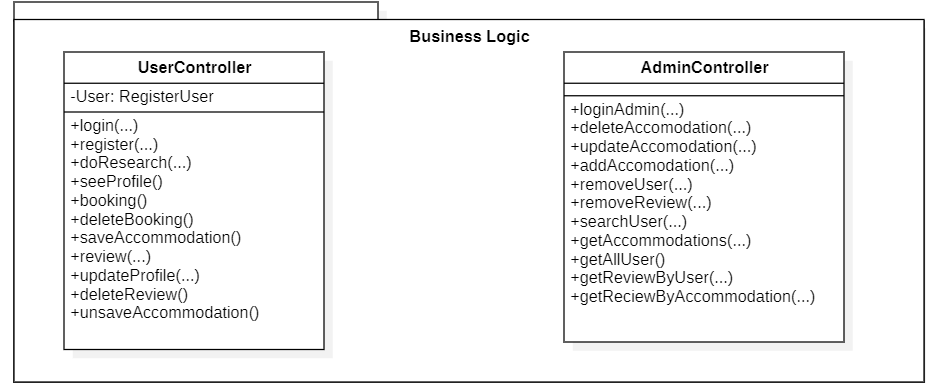 Business Logic
UserController
-User: RegisterUser
+login(...)
+register(...)
+doResearch(...)
+seeProfile()
+booking()
+deleteBooking()
+saveAccommodation()
+review(...)
+updateProfile(...)
+deleteReview()
+unsaveAccommodation()
AdminController
+loginAdmin(...)
+deleteAccomodation(...)
+updateAccomodation(...)
+addAccomodation(...)
+removeUser(...)
+removeReview(...)
+searchUser(...)
+getAccommodations(...)
+getAllUser()
+getReviewByUser(...)
+getReciewByAccommodation(...)